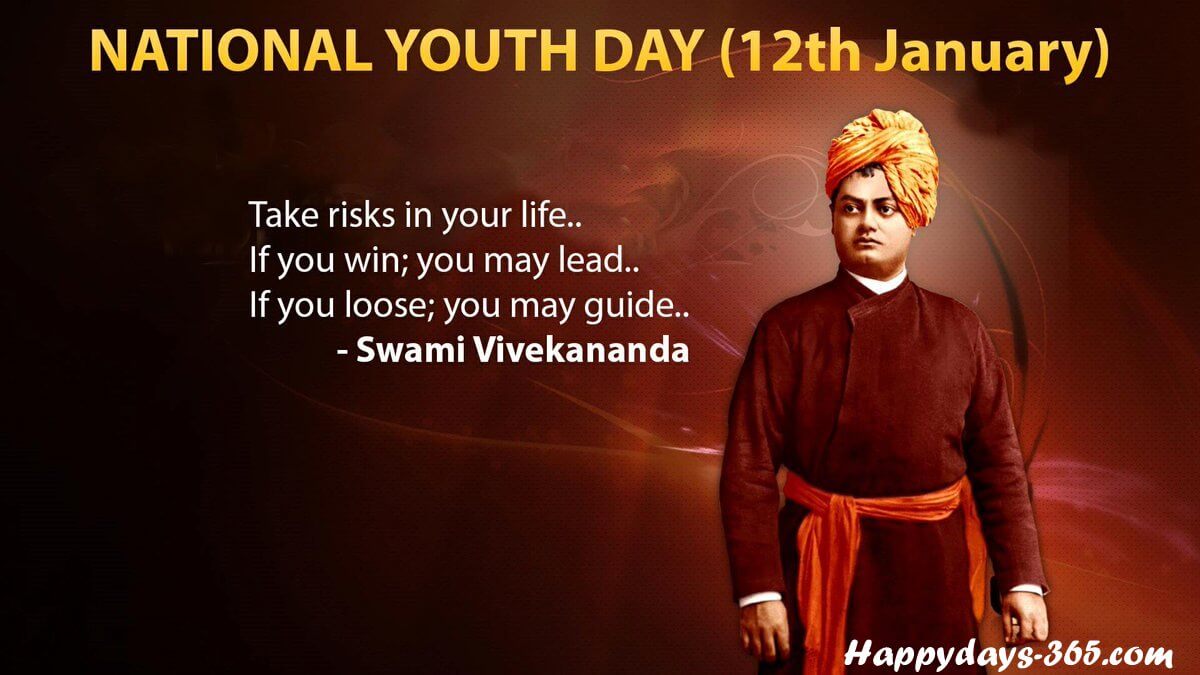 NATIONAL YOUTH DAY (12th January)
Take risks in your life..
If you win; you may lead..
If you loose; you may guide..
- Swami Vivekananda
Happydays-365.com